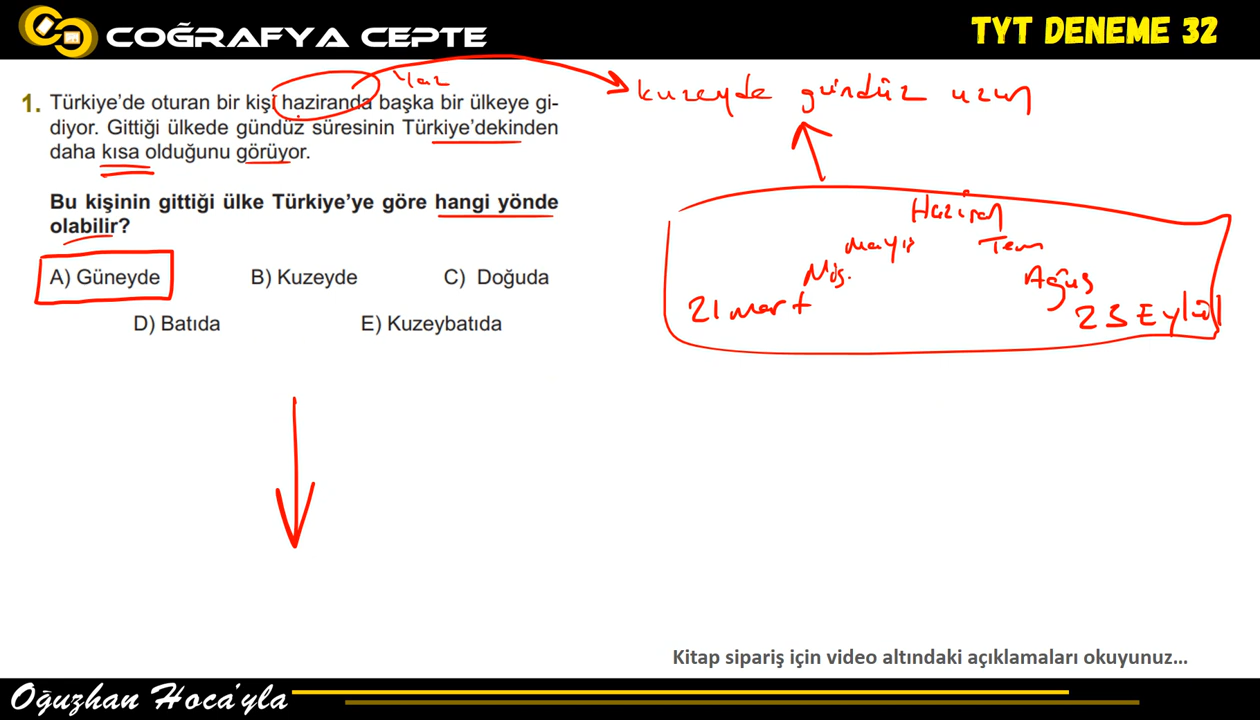 COĞRAFYA CEPTE
TYT DENEME 32
1. Türkiye'de oturan bir kişi haziranda başka bir ülkeye gi-
diyor. Gittiği ülkede gündüz süresinin Türkiye'dekinden
daha kısa olduğunu görüyor.
Bu kişinin gittiği ülke Türkiye'ye göre hangi yönde
olabilir?
A) Güneyde B) Kuzeyde C) Doğuda
D) Batıda E) Kuzeybatıda
Yaz
kuzeyde gündüz uzun
Haziran
mayıs Tem
Nis. Ağus
21 mart 23 Eylül
Kitap sipariş için video altındaki açıklamaları okuyunuz...
Oğuzhan Hoca'yla